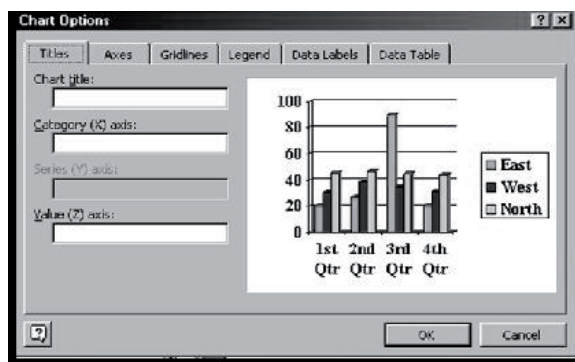 Chart Options
Titles Axes Gridlines Legend Data Labels Data Table
Chart title:
Category (X) axis:
Series (Y) axis:
Value (Z) axis:
100
80
60
40
20
0
1st Qtr 2nd Qtr 3rd Qtr 4th Qtr
East
West
North
OK Cancel